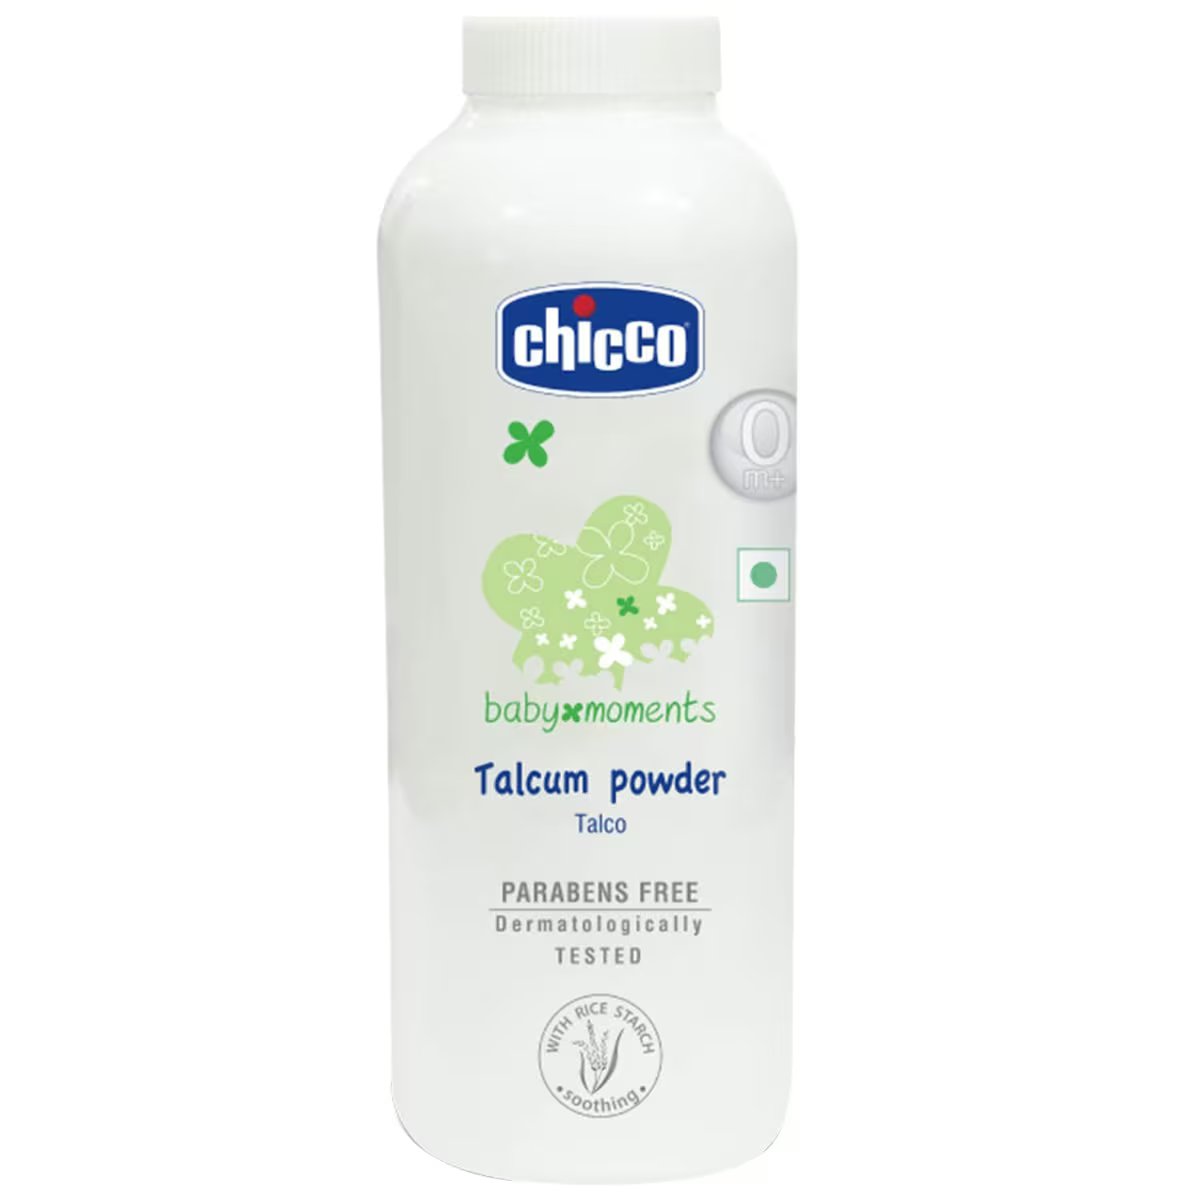 chicco
0
m+
baby moments
Talcum powder
Talco
PARABENS FREE
Dermatologically
TESTED
WITH RICE STARCH
• soothing •